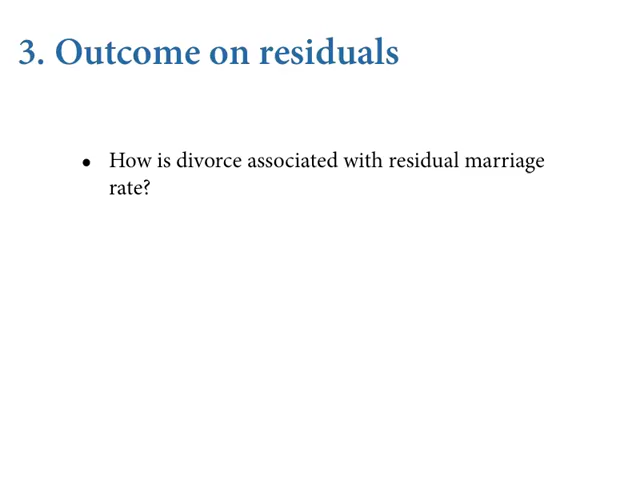 3. Outcome on residuals
• How is divorce associated with residual marriage
rate?